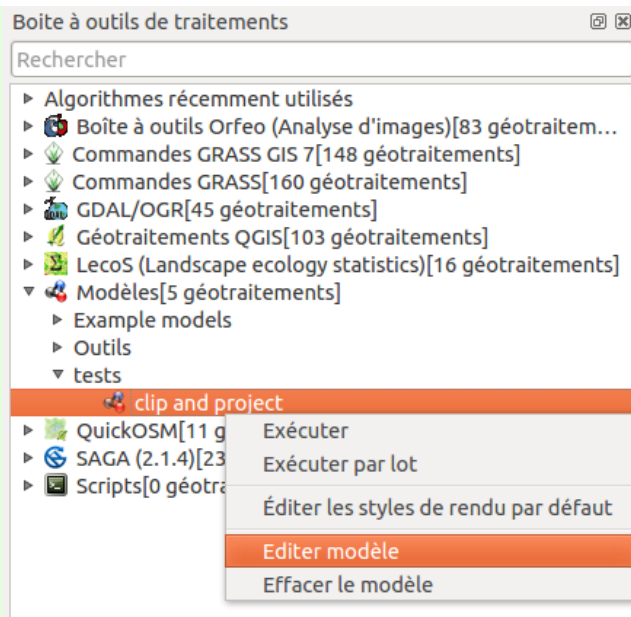 Boite à outils de traitements
Rechercher
Algorithmes récemment utilisés
Boîte à outils Orfeo (Analyse d'images)[83 géotraitem...
Commandes GRASS GIS 7[148 géotraitements]
Commandes GRASS[160 géotraitements]
GDAL/OGR[45 géotraitements]
Géotraitements QGIS[103 géotraitements]
LecoS (Landscape ecology statistics)[16 géotraitements]
Modèles[5 géotraitements]
Example models
Outils
tests
clip and project
QuickOSM[11 g
SAGA (2.1.4)[23
Scripts[0 géotra
Exécuter
Exécuter par lot
Éditer les styles de rendu par défaut
Editer modèle
Effacer le modèle